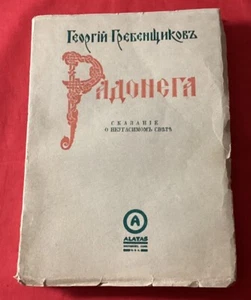 Георгій Гребенщиковъ
Радонега
СКАЗАНІЕ
О НЕУГАСИМОМЪ СВѢТѢ
ALATAS